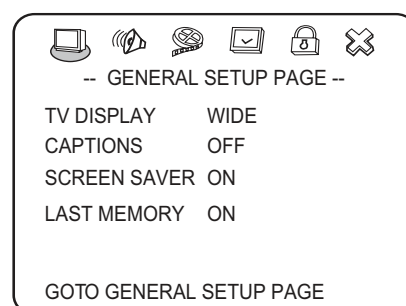 -- GENERAL SETUP PAGE --
TV DISPLAY WIDE
CAPTIONS OFF
SCREEN SAVER ON
LAST MEMORY ON
GOTO GENERAL SETUP PAGE